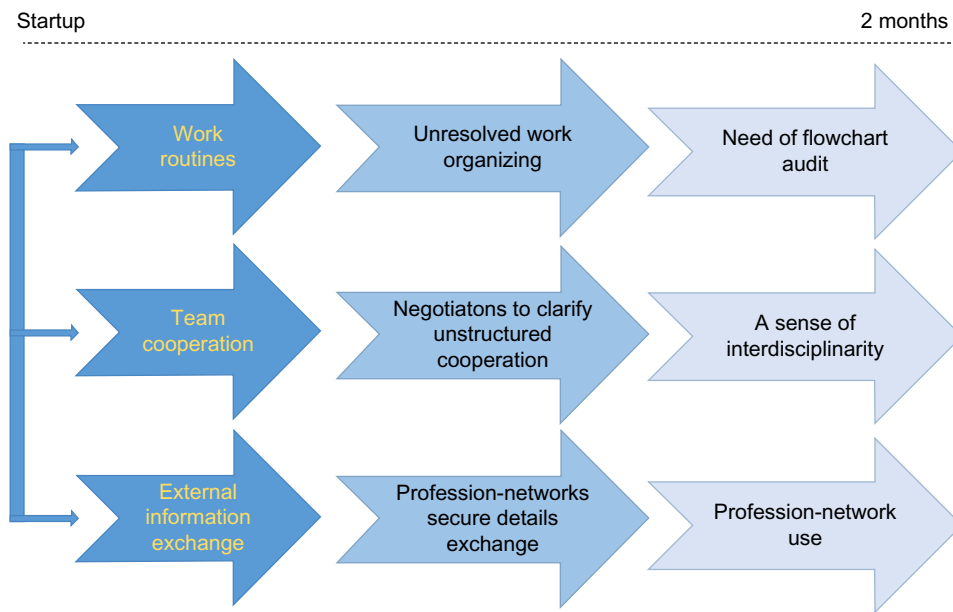 Startup
2 months
Work
routines
Unresolved work
organizing
Need of flowchart
audit
Team
cooperation
Negotiatons to clarify
unstructured
cooperation
A sense of
interdisciplinarity
External
information
exchange
Profession-networks
secure details
exchange
Profession-network
use